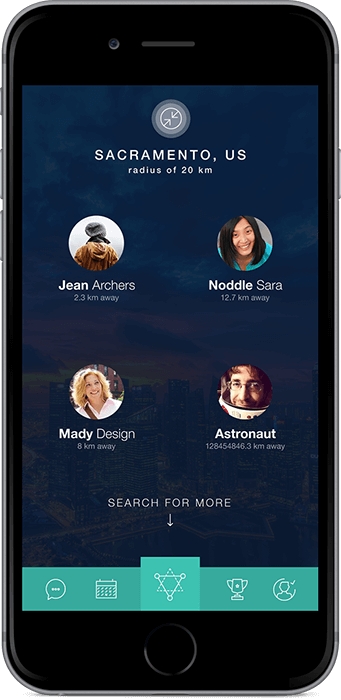 SACRAMENTO, US
radius of 20 km
Jean Archers
2.3 km away
Noddle Sara
12.7 km away
Mady Design
8 km away
Astronaut
128454846.3 km away
SEARCH FOR MORE